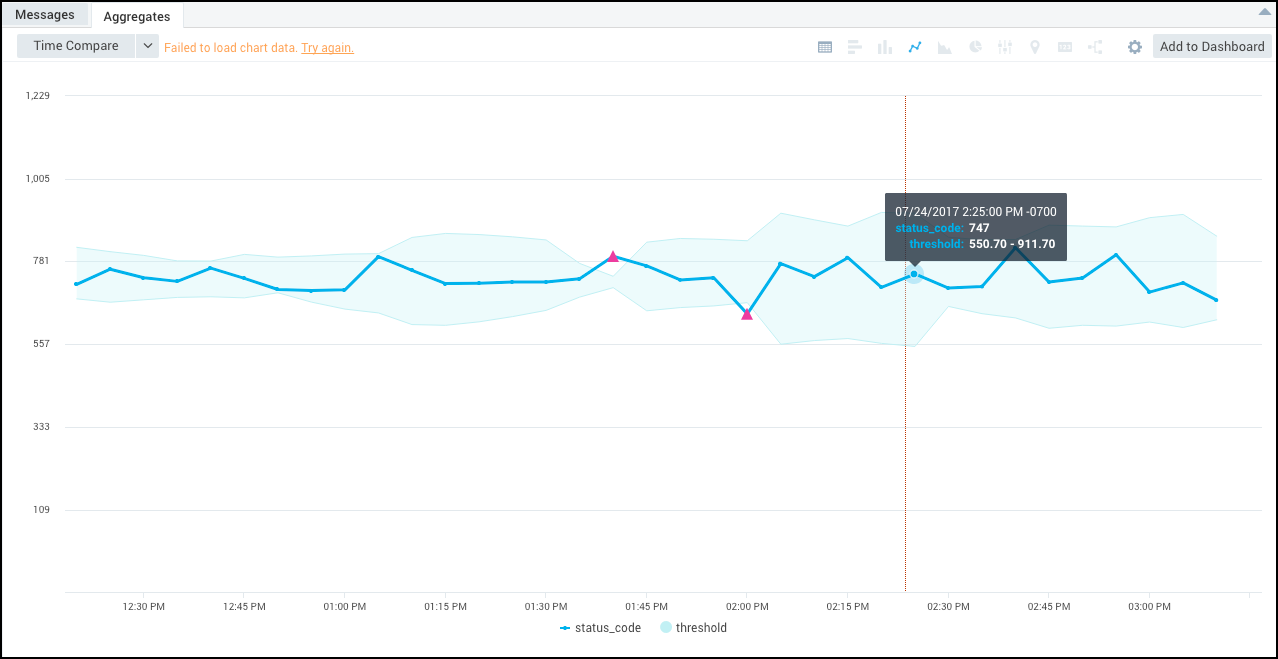 Messages
Aggregates
Time Compare
Failed to load chart data. Try again.
Add to Dashboard
1,229
1,005
781
557
333
109
07/24/2017 2:25:00 PM -0700
status_code: 747
threshold: 550.70 - 911.70
12:30 PM
12:45 PM
01:00 PM
01:15 PM
01:30 PM
01:45 PM
02:00 PM
02:15 PM
02:30 PM
02:45 PM
03:00 PM
status_code
threshold